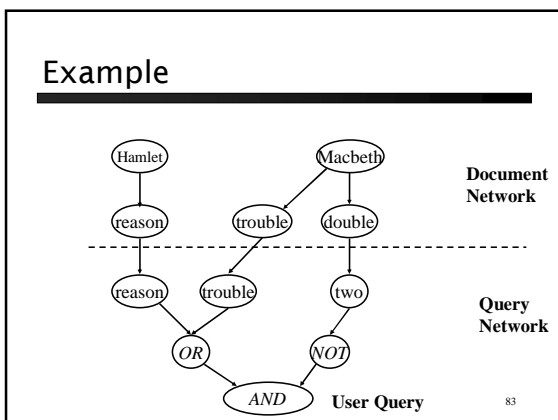 Example
Hamlet
Macbeth
Document
Network
reason
trouble
double
reason
trouble
two
Query
Network
OR
NOT
AND
User Query
83